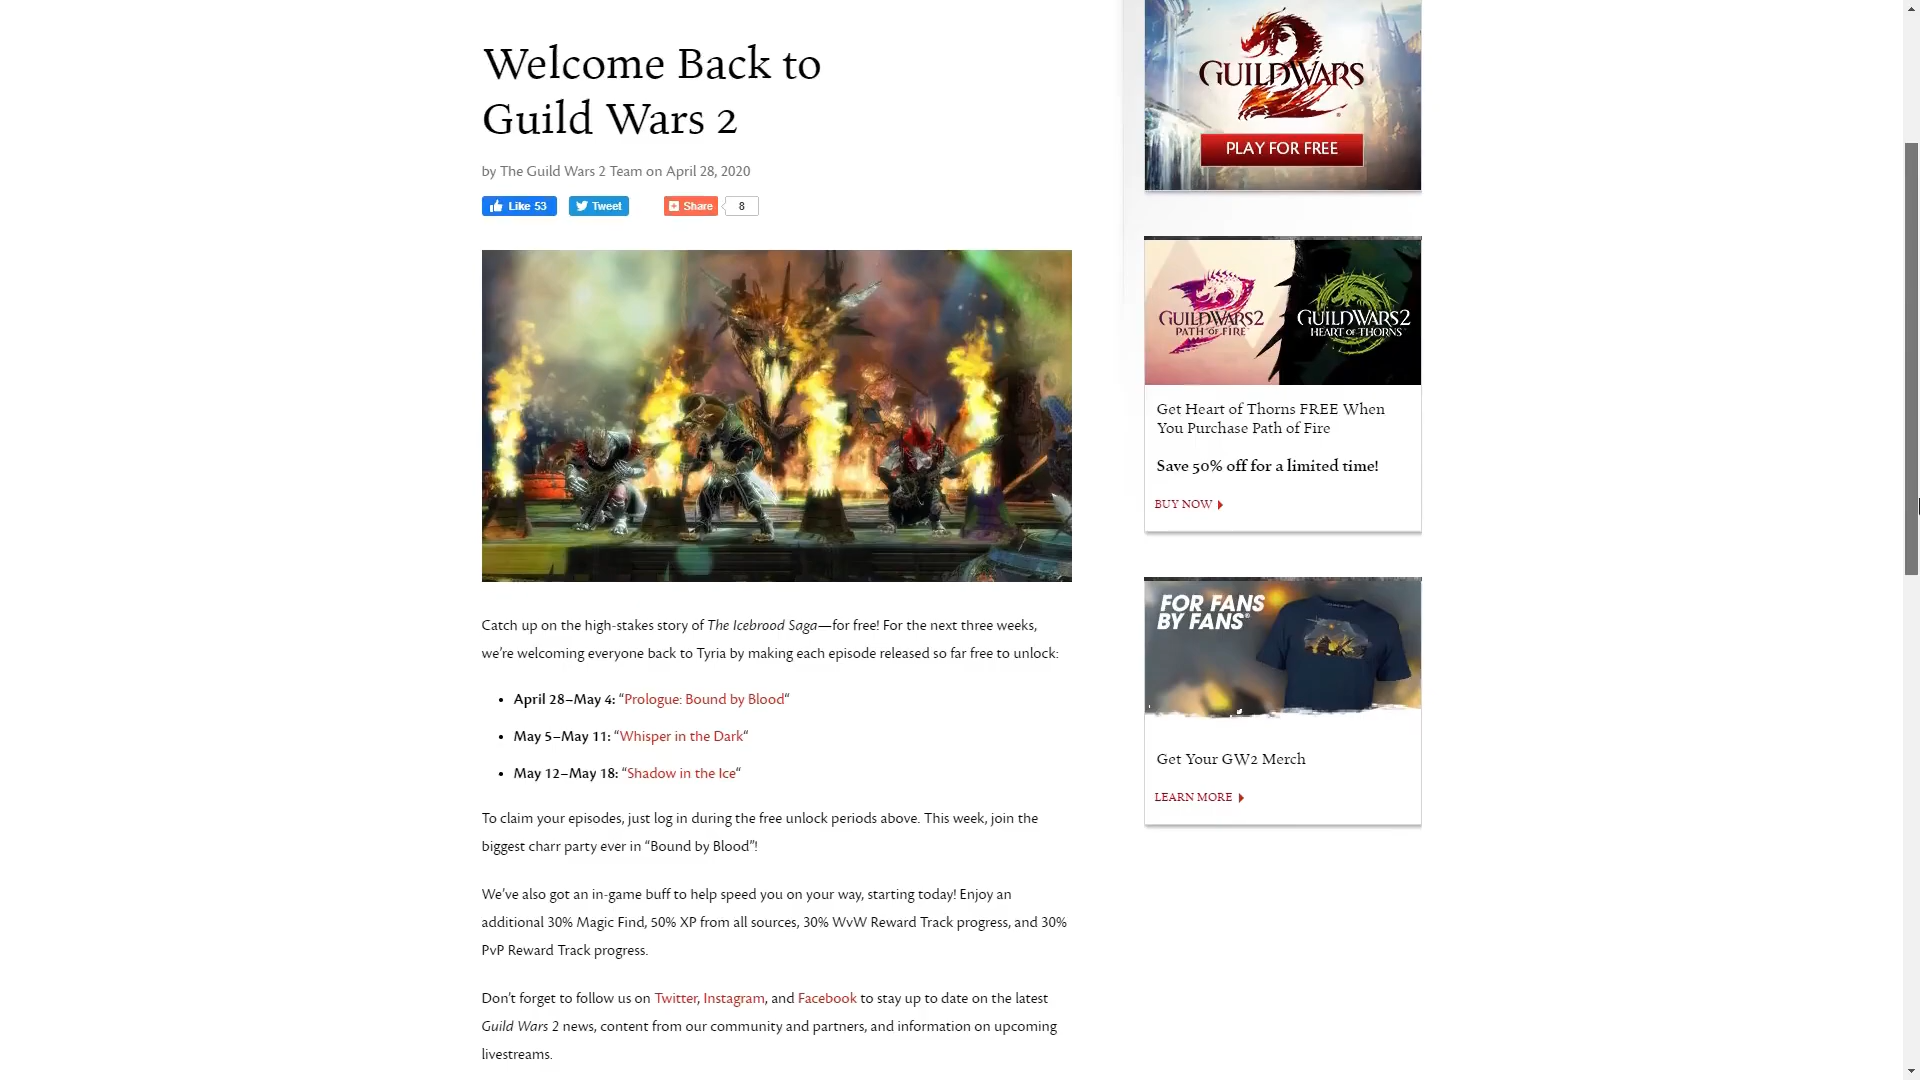 Welcome Back to
Guild Wars 2
by The Guild Wars 2 Team on April 28, 2020
Like 53
Tweet
Share
8
Catch up on the high-stakes story of The Icebrood Saga—for free! For the next three weeks,
we’re welcoming everyone back to Tyria by making each episode released so far free to unlock:
• April 28–May 4: “Prologue: Bound by Blood“
• May 5–May 11: “Whisper in the Dark“
• May 12–May 18: “Shadow in the Ice“
To claim your episodes, just log in during the free unlock periods above. This week, join the
biggest charr party ever in “Bound by Blood”!
We’ve also got an in-game buff to help speed you on your way, starting today! Enjoy an
additional 30% Magic Find, 50% XP from all sources, 30% WvW Reward Track progress, and 30%
PvP Reward Track progress.
Don’t forget to follow us on Twitter, Instagram, and Facebook to stay up to date on the latest
Guild Wars 2 news, content from our community and partners, and information on upcoming
livestreams.
GUILD WARS 2
PLAY FOR FREE
GUILD WARS 2
PATH OF FIRE
GUILD WARS 2
HEART OF THORNS
Get Heart of Thorns FREE When
You Purchase Path of Fire
Save 50% off for a limited time!
BUY NOW
FOR FANS
BY FANS®
Get Your GW2 Merch
LEARN MORE